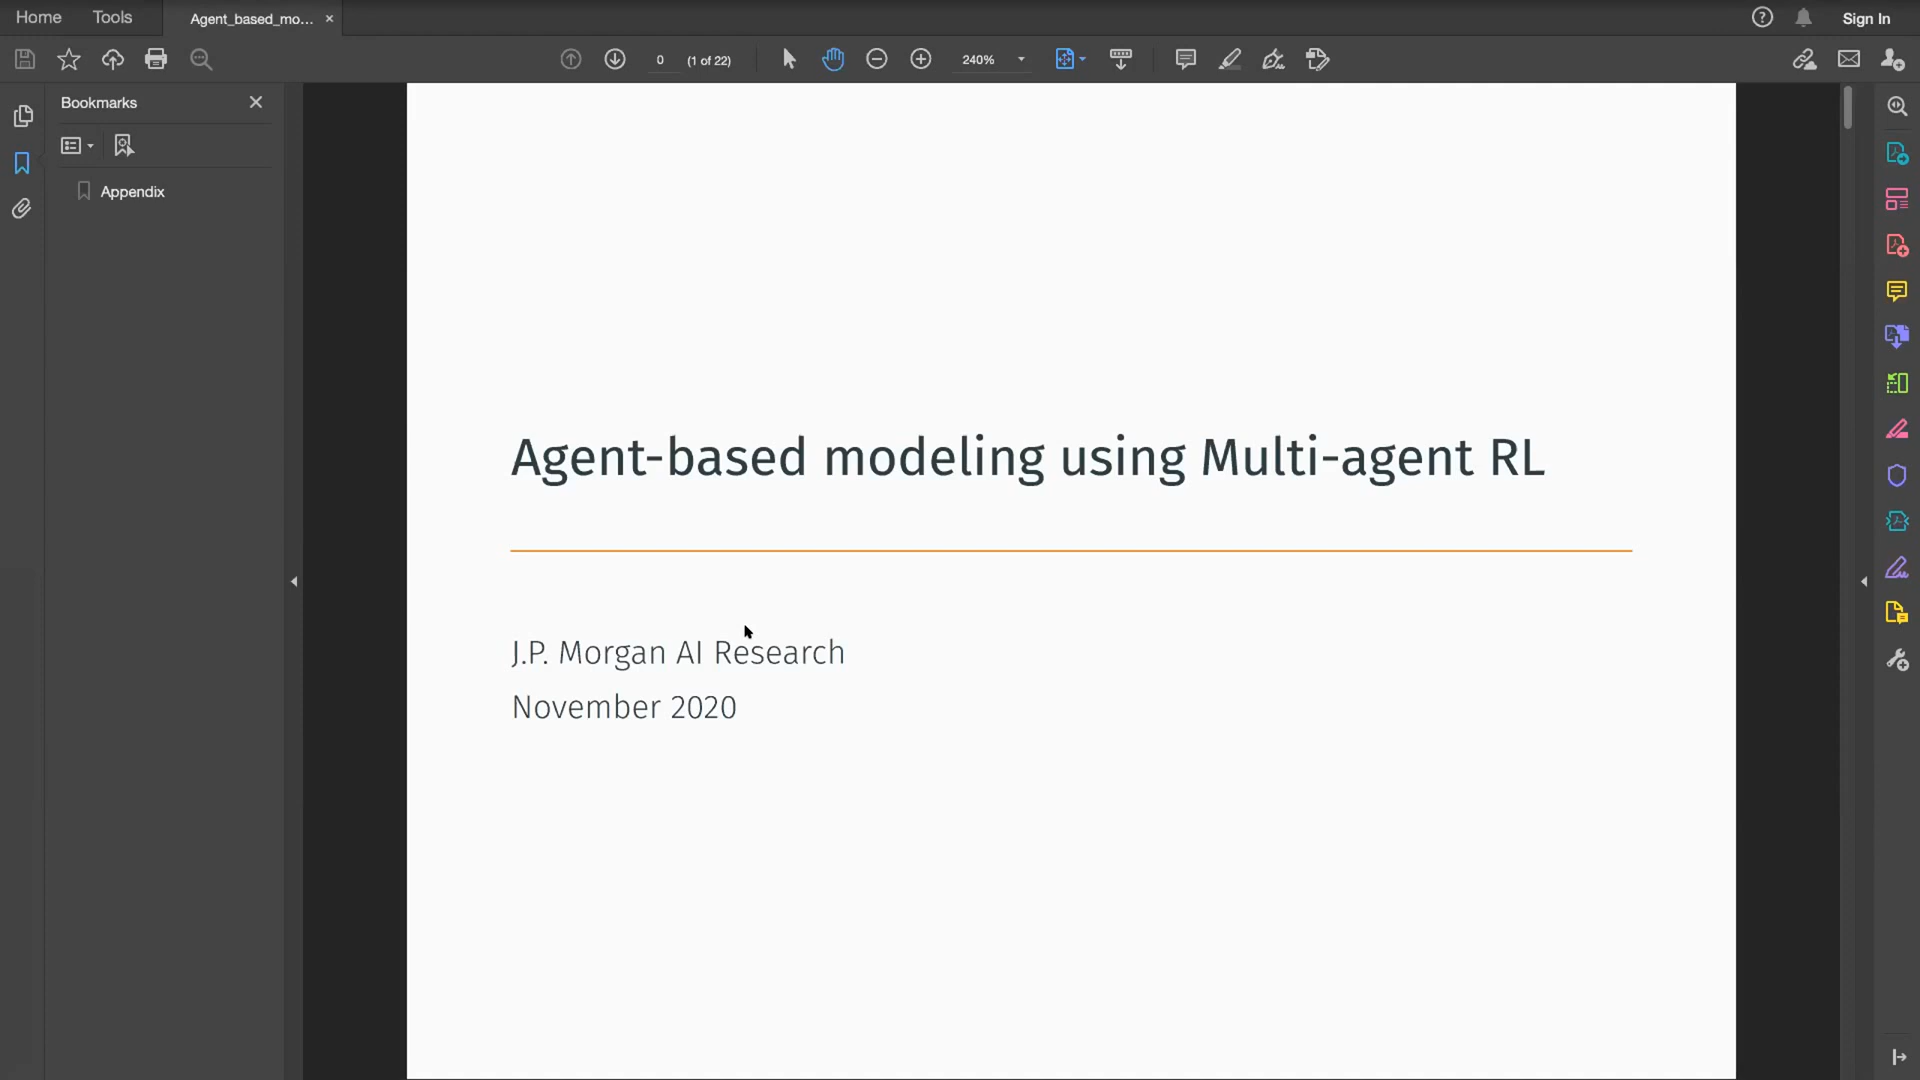 Home
Tools
Agent_based_mo...
Sign In
0
(1 of 22)
240%
Bookmarks
Appendix
Agent-based modeling using Multi-agent RL
J.P. Morgan AI Research
November 2020